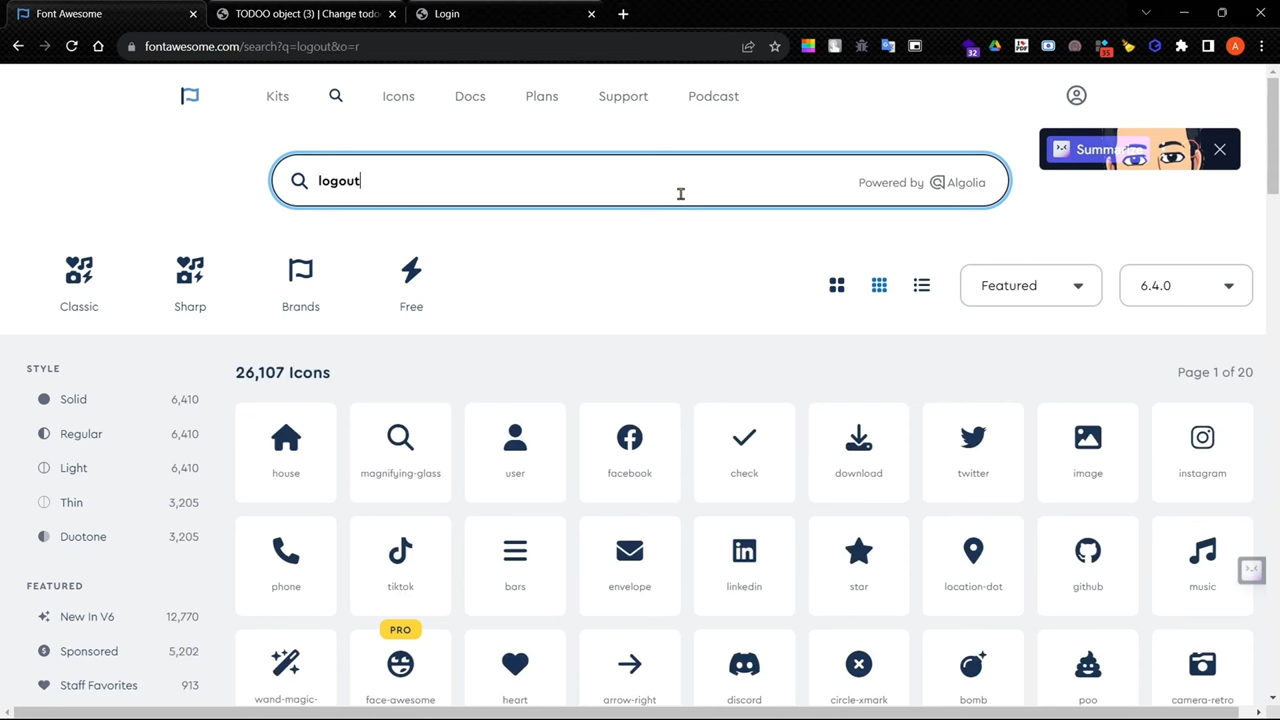 Font Awesome
TODOO object (3) | Change todo
Login
fontawesome.com/search?q=logout&o=r
32
35
A
Kits
Icons
Docs
Plans
Support
Podcast
logout
Powered by Algolia
Classic
Sharp
Brands
Free
Featured
6.4.0
STYLE
Solid 6,410
Regular 6,410
Light 6,410
Thin 3,205
Duotone 3,205
FEATURED
New In V6 12,770
Sponsored 5,202
Staff Favorites 913
26,107 Icons
Page 1 of 20
house
magnifying-glass
user
facebook
check
download
twitter
image
instagram
phone
tiktok
bars
envelope
linkedin
star
location-dot
github
music
PRO
wand-magic-
face-awesome
heart
arrow-right
discord
circle-xmark
bomb
poo
camera-retro